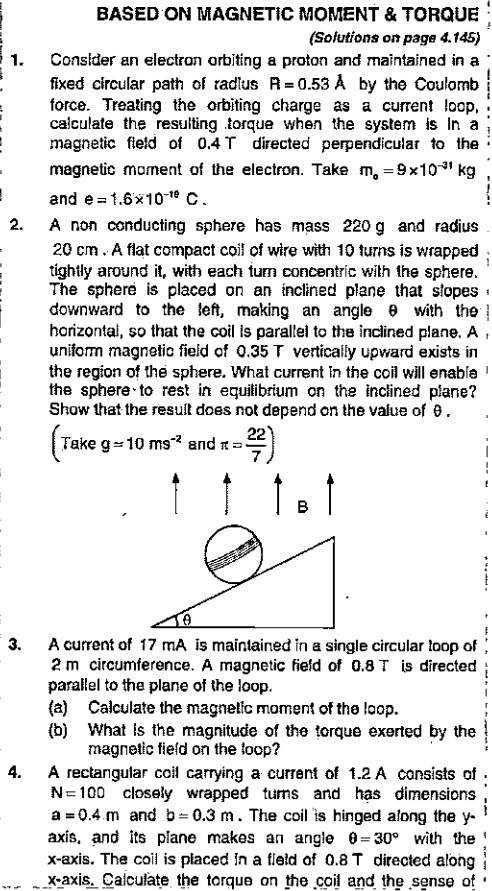 BASED ON MAGNETIC MOMENT & TORQUE
(Solutions on page 4.145)
1. Consider an electron orbiting a proton and maintained in a
fixed circular path of radius R = 0.53 Å by the Coulomb
force. Treating the orbiting charge as a current loop,
calculate the resulting torque when the system is in a
magnetic field of 0.4 T directed perpendicular to the
magnetic moment of the electron. Take mₑ = 9×10⁻³¹ kg
and e = 1.6×10⁻¹⁹ C.
2. A non conducting sphere has mass 220 g and radius
20 cm. A flat compact coil of wire with 10 turns is wrapped
tightly around it, with each turn concentric with the sphere.
The sphere is placed on an inclined plane that slopes
downward to the left, making an angle θ with the
horizontal, so that the coil is parallel to the inclined plane. A
uniform magnetic field of 0.35 T vertically upward exists in
the region of the sphere. What current in the coil will enable
the sphere to rest in equilibrium on the inclined plane?
Show that the result does not depend on the value of θ.
(Take g = 10 ms⁻² and π = 22/7)
B
θ
3. A current of 17 mA is maintained in a single circular loop of
2 m circumference. A magnetic field of 0.8 T is directed
parallel to the plane of the loop.
(a) Calculate the magnetic moment of the loop.
(b) What is the magnitude of the torque exerted by the
magnetic field on the loop?
4. A rectangular coil carrying a current of 1.2 A consists of
N = 100 closely wrapped turns and has dimensions
a = 0.4 m and b = 0.3 m. The coil is hinged along the y-
axis, and its plane makes an angle θ = 30° with the
x-axis. The coil is placed in a field of 0.8 T directed along
x-axis. Calculate the torque on the coil and the sense of